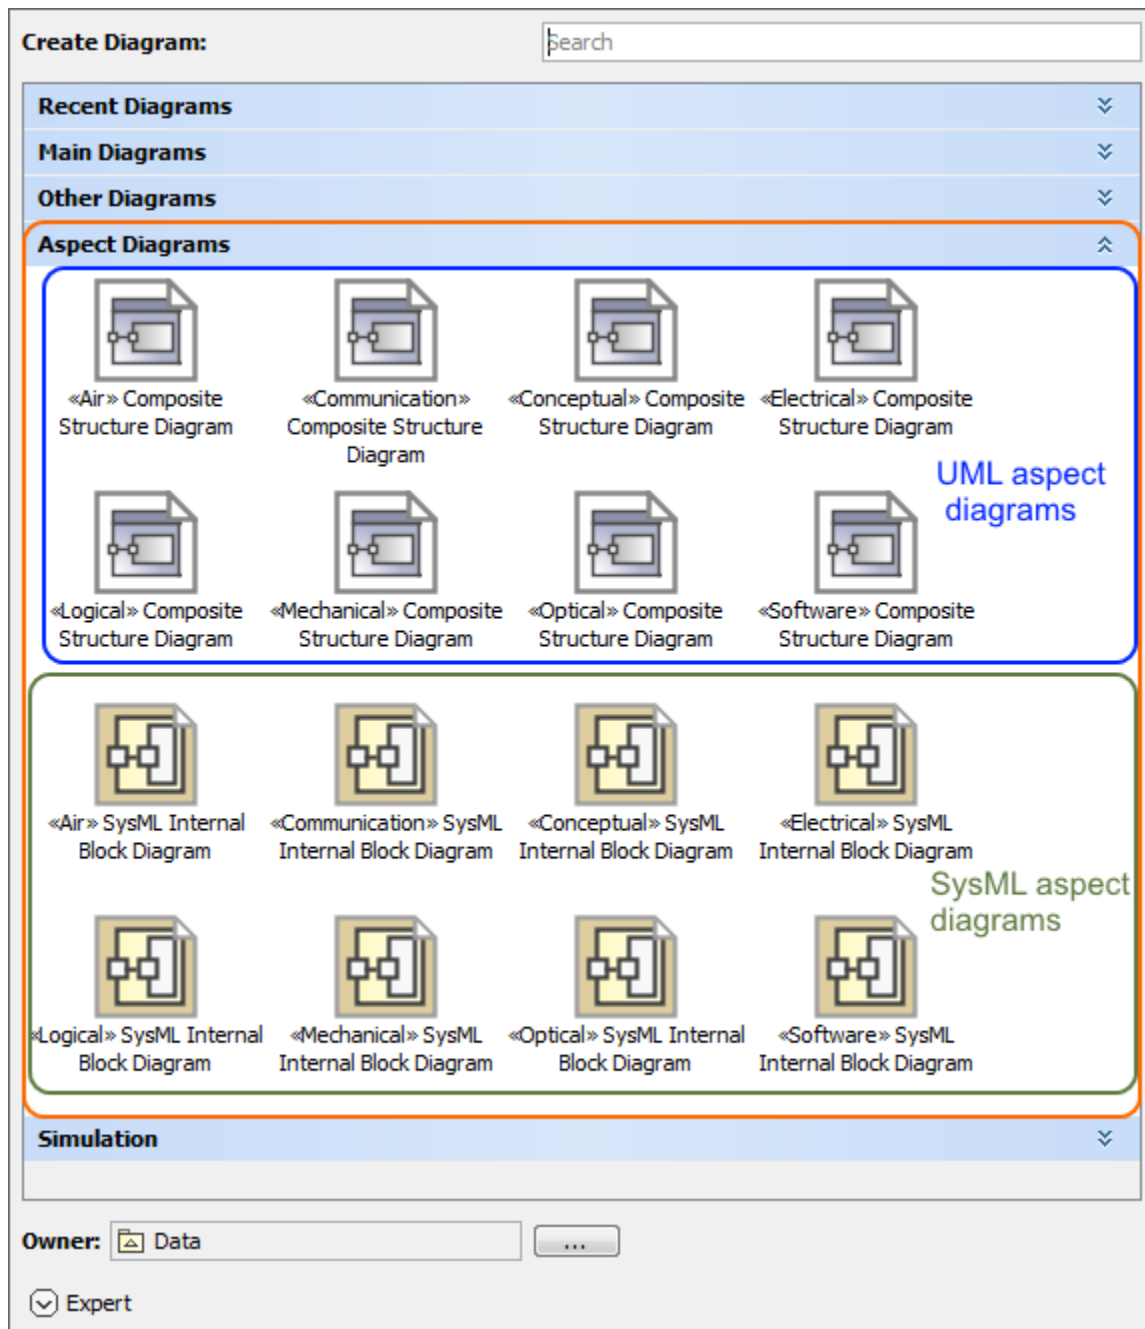 Create Diagram:
Search
Recent Diagrams
Main Diagrams
Other Diagrams
Aspect Diagrams
«Air» Composite
Structure Diagram
«Communication»
Composite Structure
Diagram
«Conceptual» Composite
Structure Diagram
«Electrical» Composite
Structure Diagram
UML aspect
diagrams
«Logical» Composite
Structure Diagram
«Mechanical» Composite
Structure Diagram
«Optical» Composite
Structure Diagram
«Software» Composite
Structure Diagram
«Air» SysML Internal
Block Diagram
«Communication» SysML
Internal Block Diagram
«Conceptual» SysML
Internal Block Diagram
«Electrical» SysML
Internal Block Diagram
SysML aspect
diagrams
«Logical» SysML Internal
Block Diagram
«Mechanical» SysML
Internal Block Diagram
«Optical» SysML Internal
Block Diagram
«Software» SysML
Internal Block Diagram
Simulation
Owner: Data ...
Expert